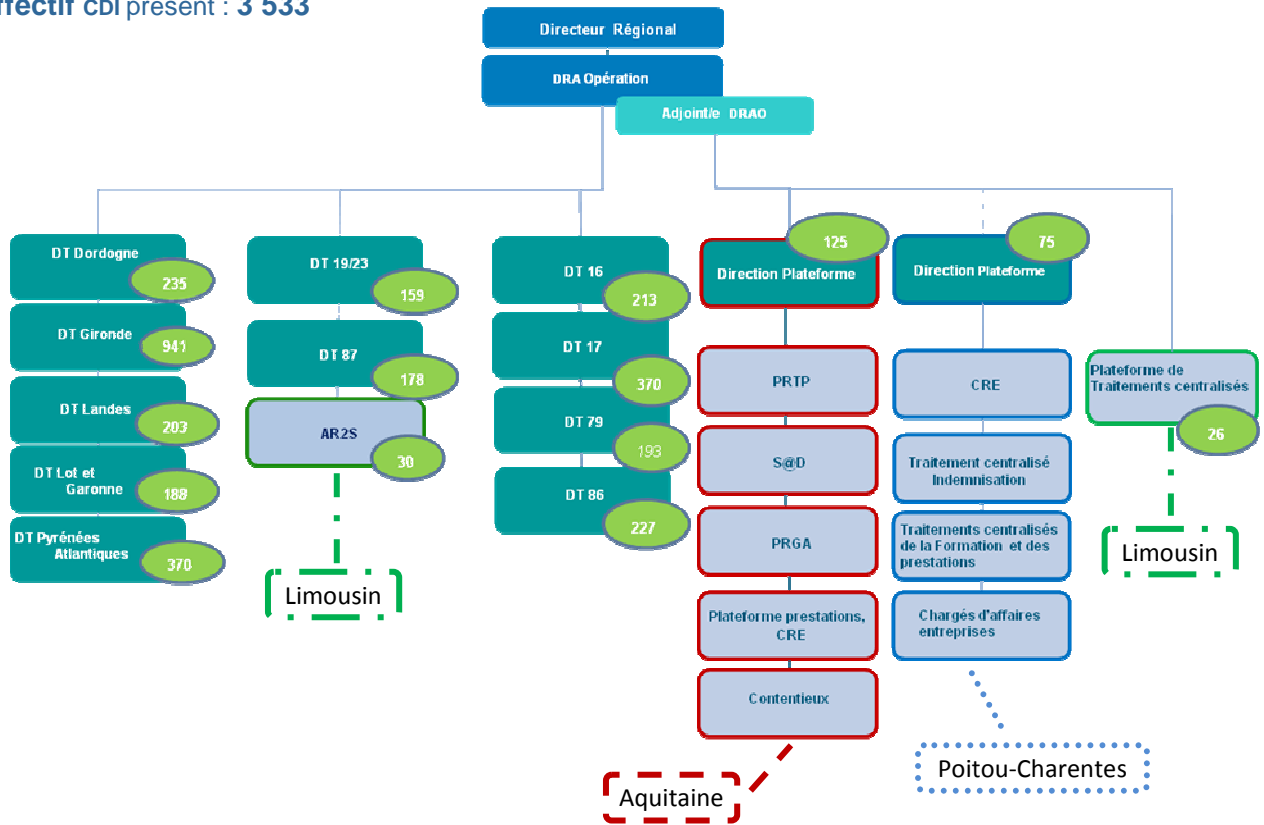 ffectif CDI présent : 3 533
Directeur Régional
DRA Opération
Adjoint/e DRAO
DT Dordogne
235
DT Gironde
941
DT Landes
203
DT Lot et
Garonne
188
DT Pyrénées
Atlantiques
370
DT 19/23
159
DT 87
178
AR2S
30
Limousin
DT 16
213
DT 17
370
DT 79
193
DT 86
227
125
Direction Plateforme
PRTP
S@D
PRGA
Plateforme prestations,
CRE
Contentieux
Aquitaine
75
Direction Plateforme
CRE
Traitement centralisé
Indemnisation
Traitements centralisés
de la Formation et des
prestations
Chargés d'affaires
entreprises
Poitou-Charentes
Plateforme de
Traitements centralisés
26
Limousin